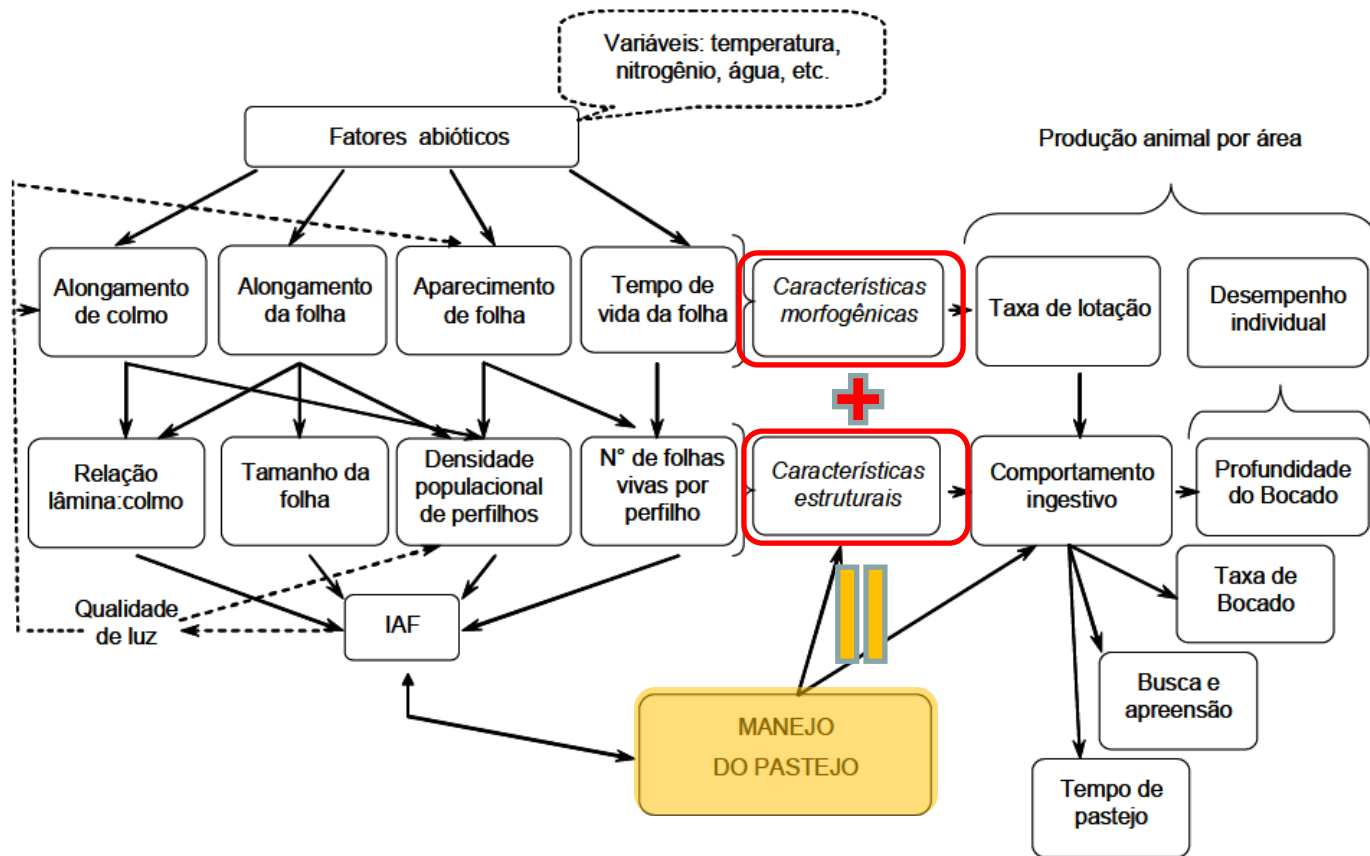 Variáveis: temperatura,
nitrogênio, água, etc.
Fatores abióticos
Produção animal por área
Alongamento
de colmo
Alongamento
da folha
Aparecimento
de folha
Tempo de
vida da folha
Características
morfogênicas
Taxa de lotação
Desempenho
individual
Relação
lâmina:colmo
Tamanho da
folha
Densidade
populacional
de perfilhos
N° de folhas
vivas por
perfilho
Características
estruturais
Comportamento
ingestivo
Profundidade
do Bocado
Qualidade
de luz
IAF
Taxa de
Bocado
Busca e
apreensão
MANEJO
DO PASTEJO
Tempo de
pastejo